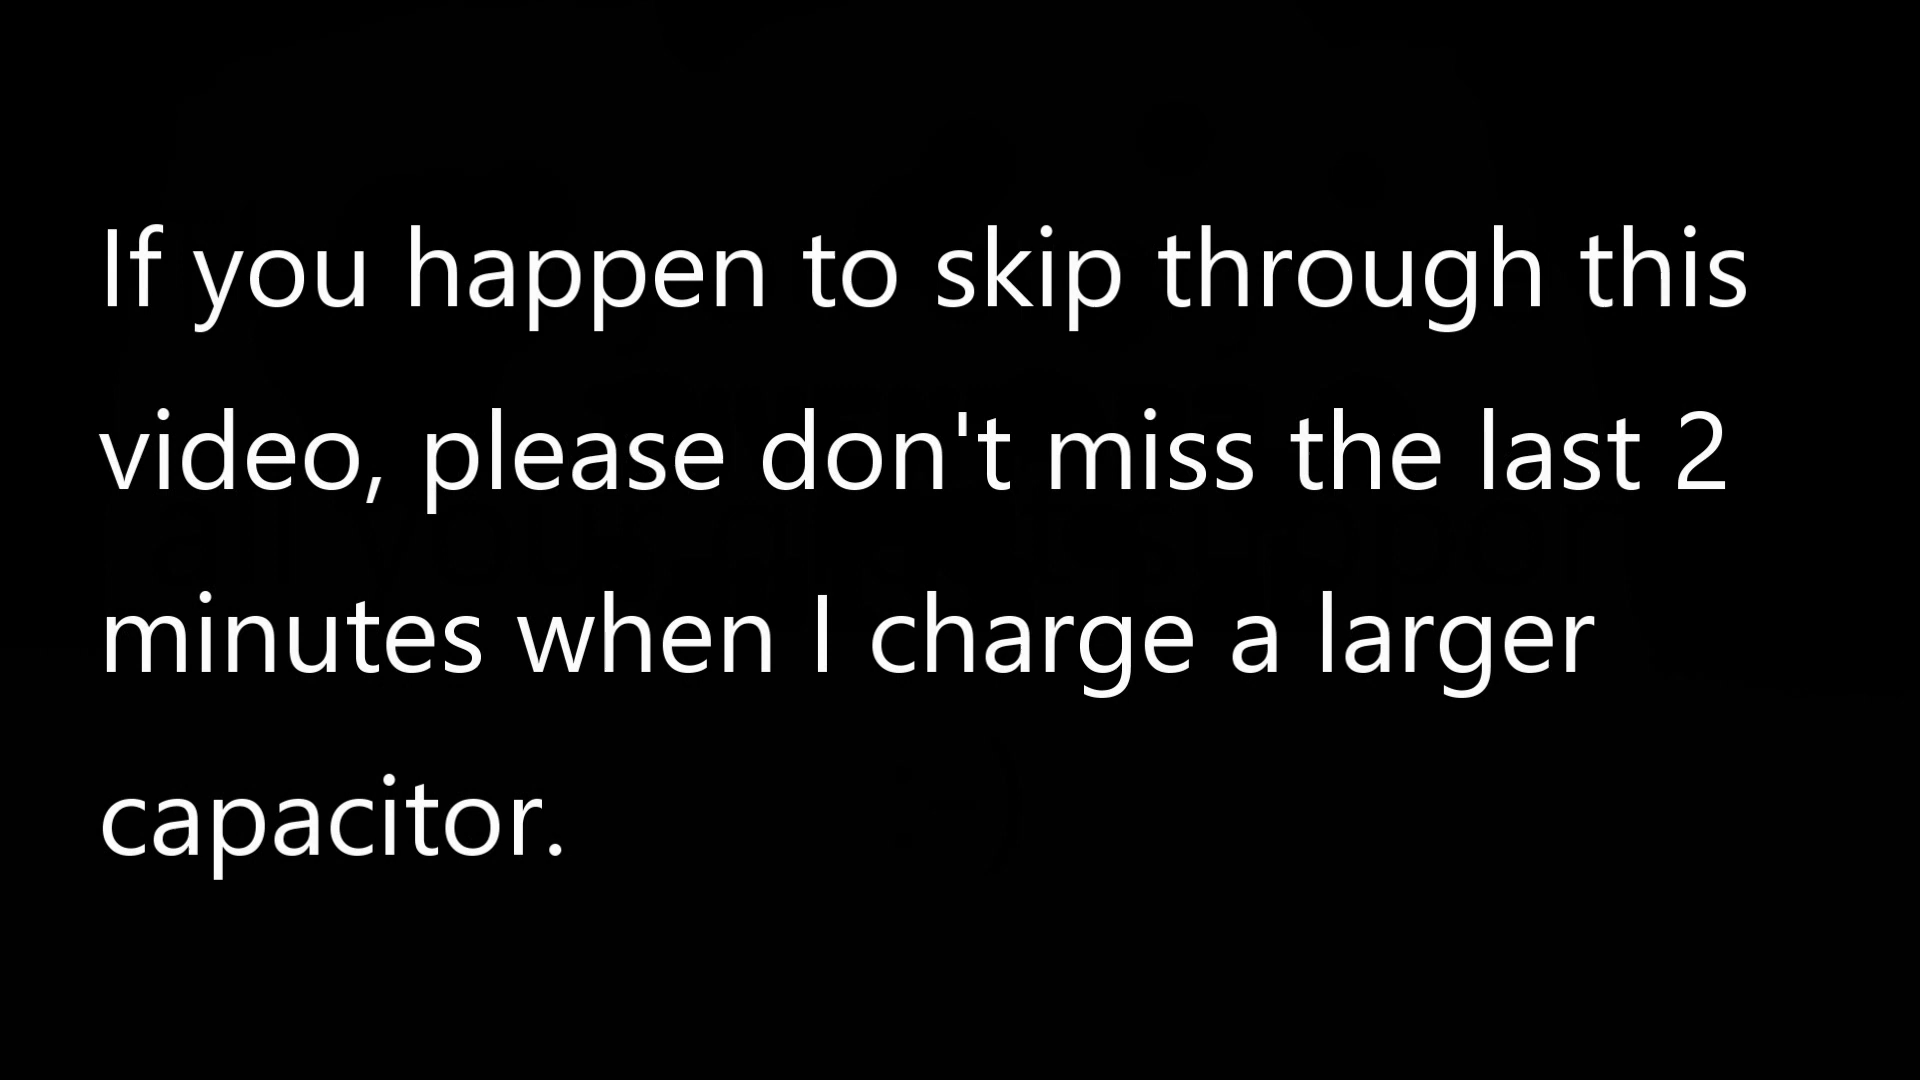 If you happen to skip through this
video, please don't miss the last 2
minutes when I charge a larger
capacitor.